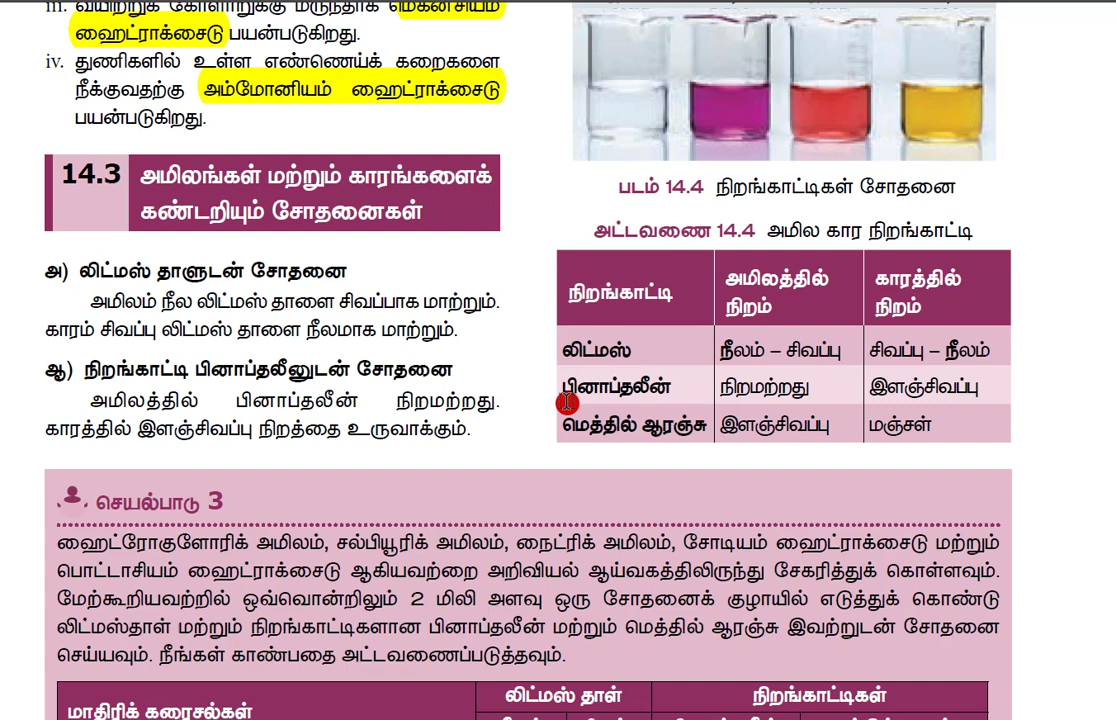 iii. வயிற்றுக் கோளாறுக்கு மருந்தாக மெக்னீசியம்
ஹைட்ராக்சைடு பயன்படுகிறது.
iv. துணிகளில் உள்ள எண்ணெய்க் கறைகளை
நீக்குவதற்கு அம்மோனியம் ஹைட்ராக்சைடு
பயன்படுகிறது.
14.3 அமிலங்கள் மற்றும் காரங்களைக்
கண்டறியும் சோதனைகள்
அ) லிட்மஸ் தாளுடன் சோதனை
அமிலம் நீல லிட்மஸ் தாளை சிவப்பாக மாற்றும்.
காரம் சிவப்பு லிட்மஸ் தாளை நீலமாக மாற்றும்.
ஆ) நிறங்காட்டி பினாப்தலீனுடன் சோதனை
அமிலத்தில் பினாப்தலீன் நிறமற்றது.
காரத்தில் இளஞ்சிவப்பு நிறத்தை உருவாக்கும்.
படம் 14.4 நிறங்காட்டிகள் சோதனை
அட்டவணை 14.4 அமில கார நிறங்காட்டி
நிறங்காட்டி அமிலத்தில் நிறம் காரத்தில் நிறம்
லிட்மஸ் நீலம் – சிவப்பு சிவப்பு – நீலம்
பினாப்தலீன் நிறமற்றது இளஞ்சிவப்பு
மெத்தில் ஆரஞ்சு இளஞ்சிவப்பு மஞ்சள்
செயல்பாடு 3
ஹைட்ரோகுளோரிக் அமிலம், சல்பியூரிக் அமிலம், நைட்ரிக் அமிலம், சோடியம் ஹைட்ராக்சைடு மற்றும்
பொட்டாசியம் ஹைட்ராக்சைடு ஆகியவற்றை அறிவியல் ஆய்வகத்திலிருந்து சேகரித்துக் கொள்ளவும்.
மேற்கூறியவற்றில் ஒவ்வொன்றிலும் 2 மிலி அளவு ஒரு சோதனைக் குழாயில் எடுத்துக் கொண்டு
லிட்மஸ்தாள் மற்றும் நிறங்காட்டிகளான பினாப்தலீன் மற்றும் மெத்தில் ஆரஞ்சு இவற்றுடன் சோதனை
செய்யவும். நீங்கள் காண்பதை அட்டவணைப்படுத்தவும்.
மாதிரிக் கரைசல்கள் லிட்மஸ் தாள் நிறங்காட்டிகள்